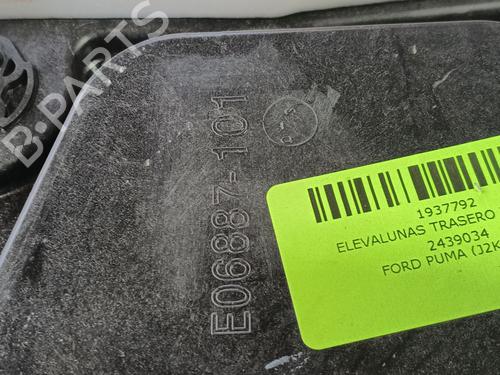 B-PARTS
E06887-101
1937792
ELEVALUNAS TRASERO
2439034
FORD PUMA (J2K